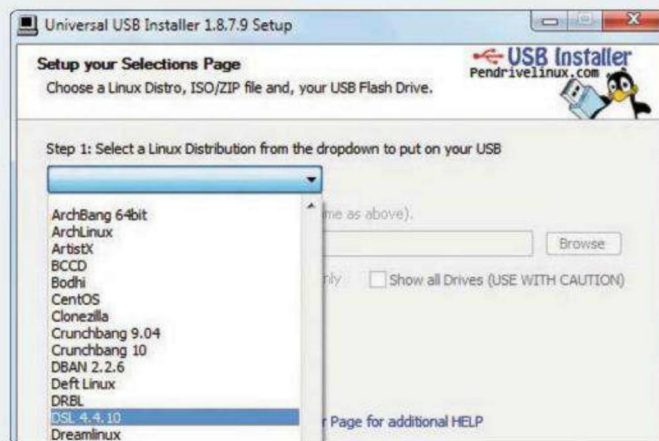 Universal USB Installer 1.8.7.9 Setup
Setup your Selections Page
Choose a Linux Distro, ISO/ZIP file and, your USB Flash Drive.
USB Installer
Pendrivelinux.com
Step 1: Select a Linux Distribution from the dropdown to put on your USB
ArchBang 64bit
ArchLinux
ArtistX
BCCD
Bodhi
CentOS
Clonezilla
Crunchbang 9.04
Crunchbang 10
DBAN 2.2.6
Deft Linux
DRBL
DSL 4.4.10
Dreamlinux
as above).
Browse
Show all Drives (USE WITH CAUTION)
Page for additional HELP